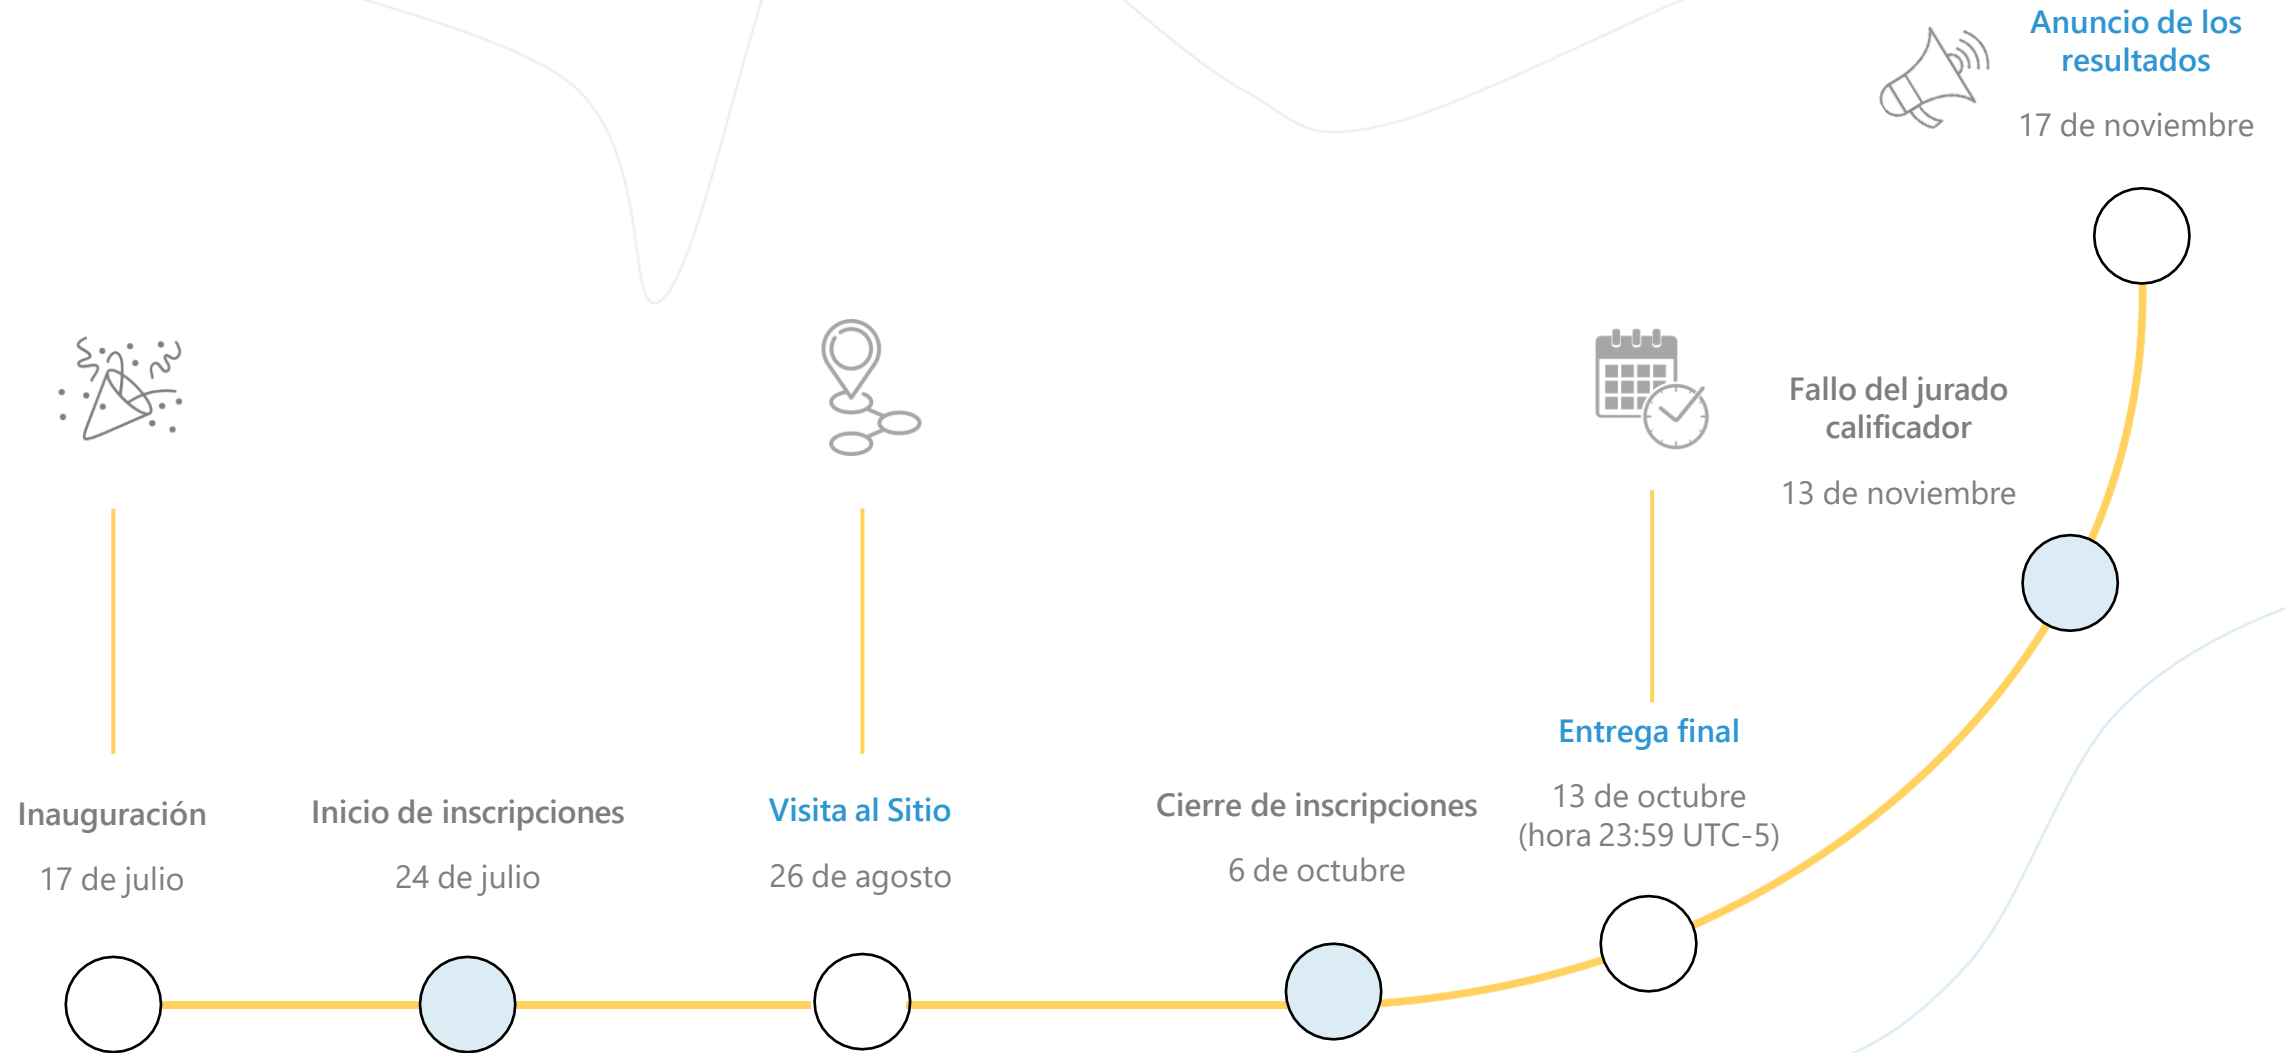 Inauguración
17 de julio
Inicio de inscripciones
24 de julio
Visita al Sitio
26 de agosto
Cierre de inscripciones
6 de octubre
Entrega final
13 de octubre
(hora 23:59 UTC-5)
Fallo del jurado
calificador
13 de noviembre
Anuncio de los
resultados
17 de noviembre